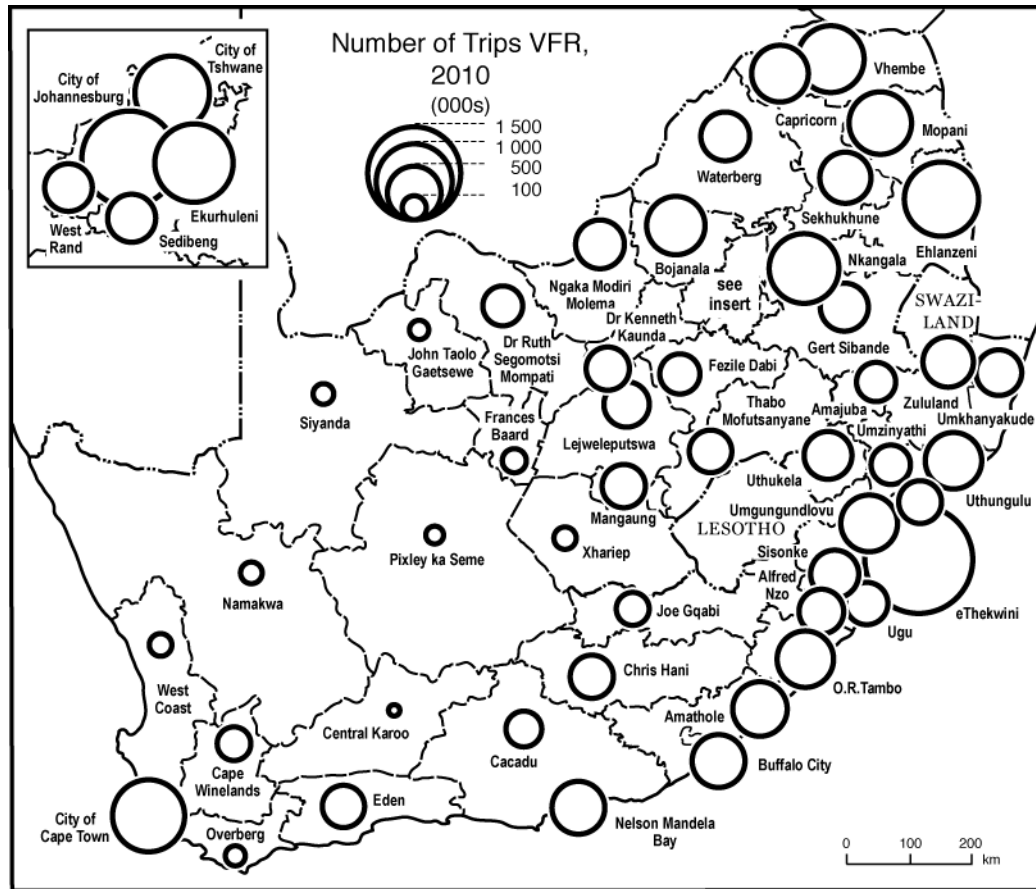 Number of Trips VFR,
2010
(000s)
1 500
1 000
500
100
City of
Tshwane
City of
Johannesburg
West
Rand
Sedibeng
Ekurhuleni
Vhembe
Capricorn
Mopani
Waterberg
Sekhukhune
Ehlanzeni
Bojanala
Nkangala
see
insert
Ngaka Modiri
Molema
Gert Sibande
SWAZI-
LAND
Dr Kenneth
Kaunda
John Taolo
Gaetsewe
Dr Ruth
Segomotsi
Mompati
Fezile Dabi
Siyanda
Frances
Baard
Thabo
Mofutsanyane
Amajuba
Zululand
Umkhanyakude
Umzinyathi
Lejweleputswa
Uthukela
Uthungulu
Mangaung
Umgungundlovu
LESOTHO
Pixley ka Seme
Xhariep
Sisonke
Alfred
Nzo
Namakwa
Joe Gqabi
Ugu
eThekwini
West
Coast
Chris Hani
O.R.Tambo
Central Karoo
Cacadu
Amathole
Cape
Winelands
Buffalo City
Eden
City of
Cape Town
Overberg
Nelson Mandela
Bay
0 100 200
km